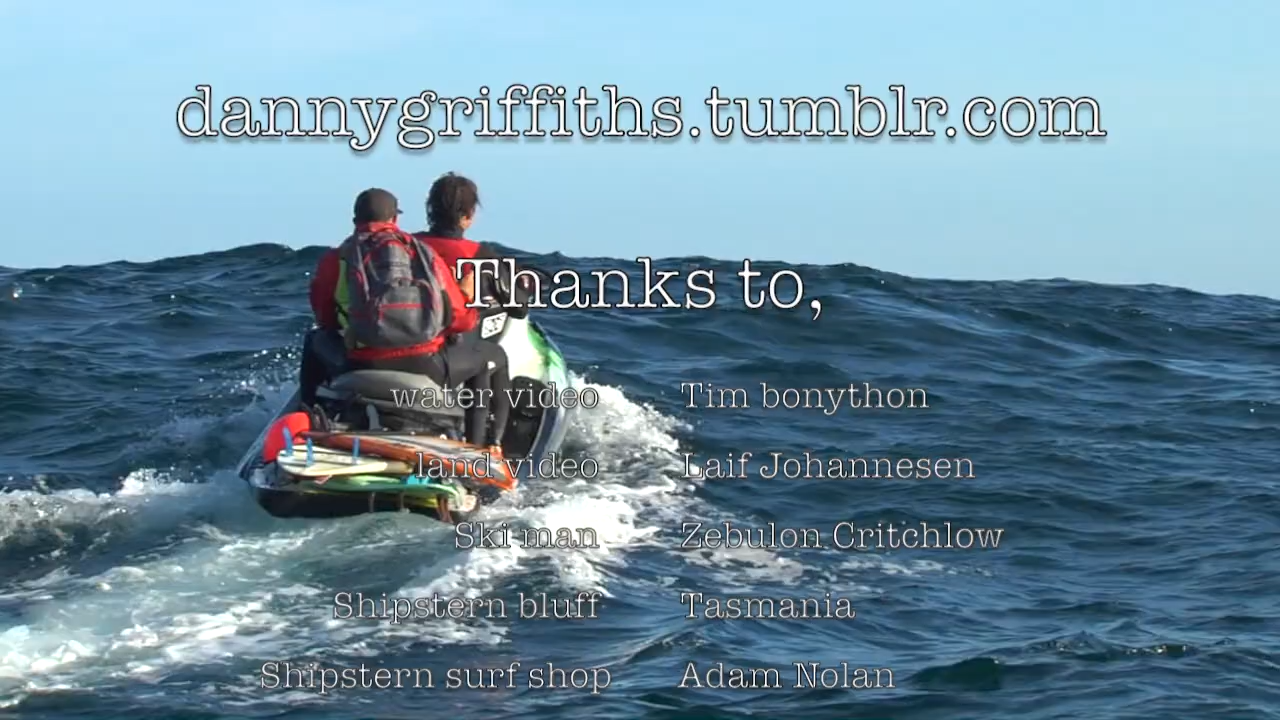 dannygriffiths.tumblr.com
Thanks to,
water video Tim bonython
land video Laif Johannesen
Ski man Zebulon Critchlow
Shipstern bluff Tasmania
Shipstern surf shop Adam Nolan